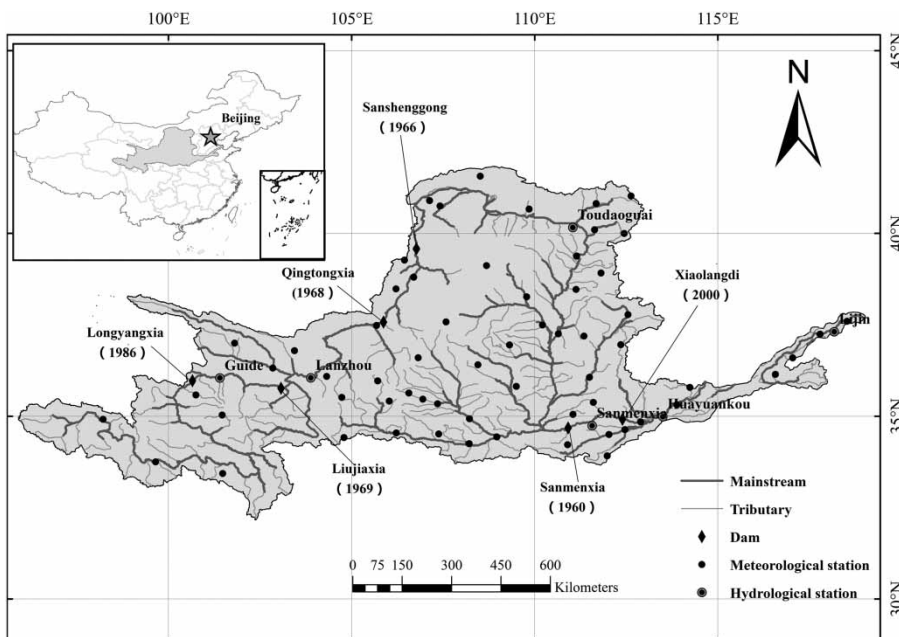 100°E
105°E
110°E
115°E
45°N
40°N
35°N
30°N
Beijing
N
Sanshenggong
( 1966 )
Toudaoguai
Qingtongxia
(1968)
Xiaolangdi
( 2000 )
Longyangxia
( 1986 )
Guide
Lanzhou
Lijin
Huayuankou
Sanmenxia
Liujiaxia
( 1969 )
Sanmenxia
( 1960 )
Mainstream
Tributary
Dam
Meteorological station
Hydrological station
0 75 150 300 450 600
Kilometers